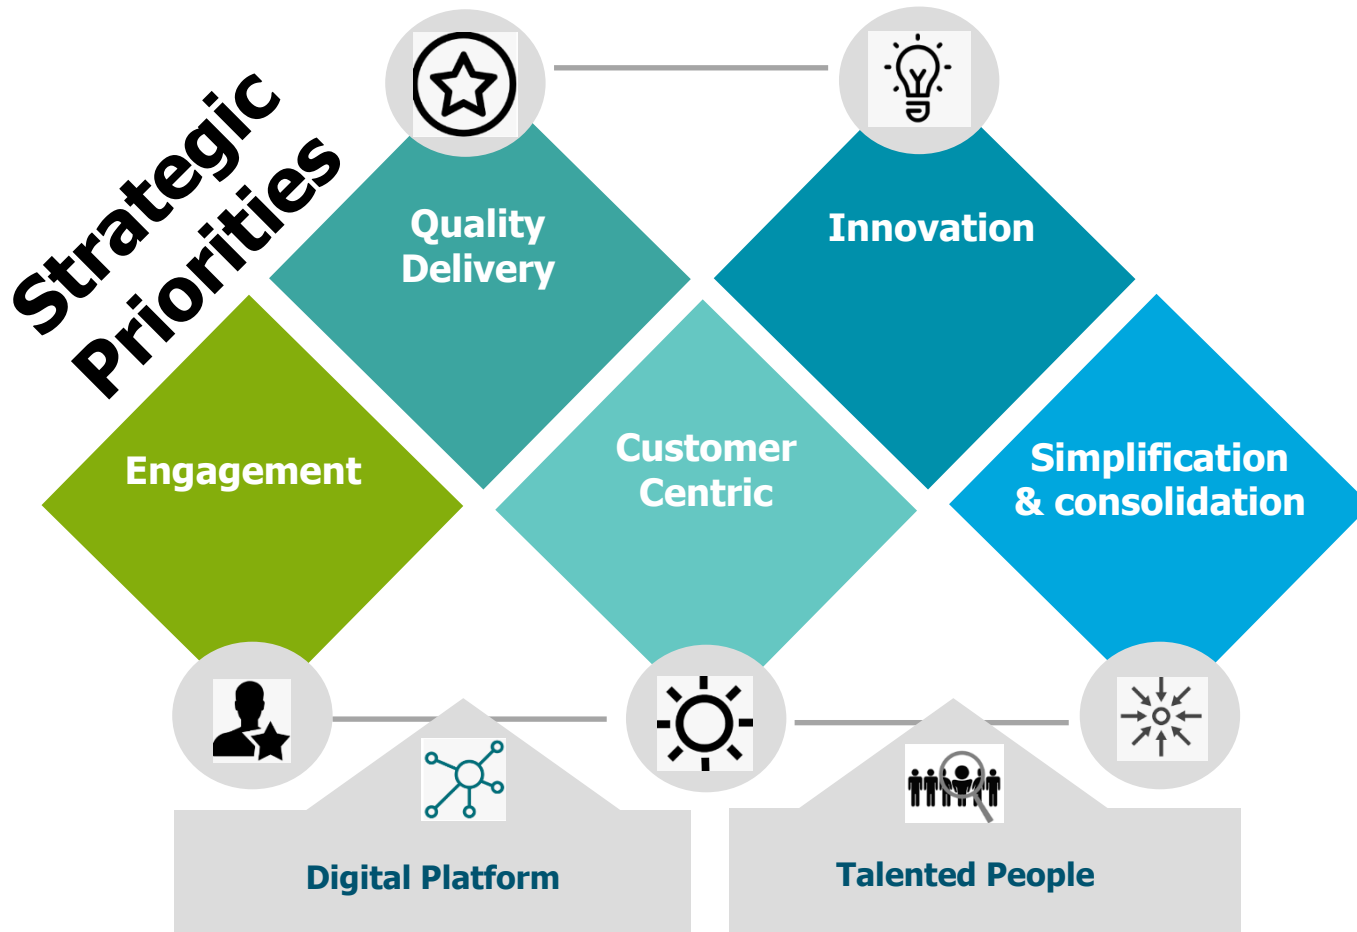 Strategic
Priorities
Quality
Delivery
Innovation
Engagement
Customer
Centric
Simplification
& consolidation
Digital Platform
Talented People